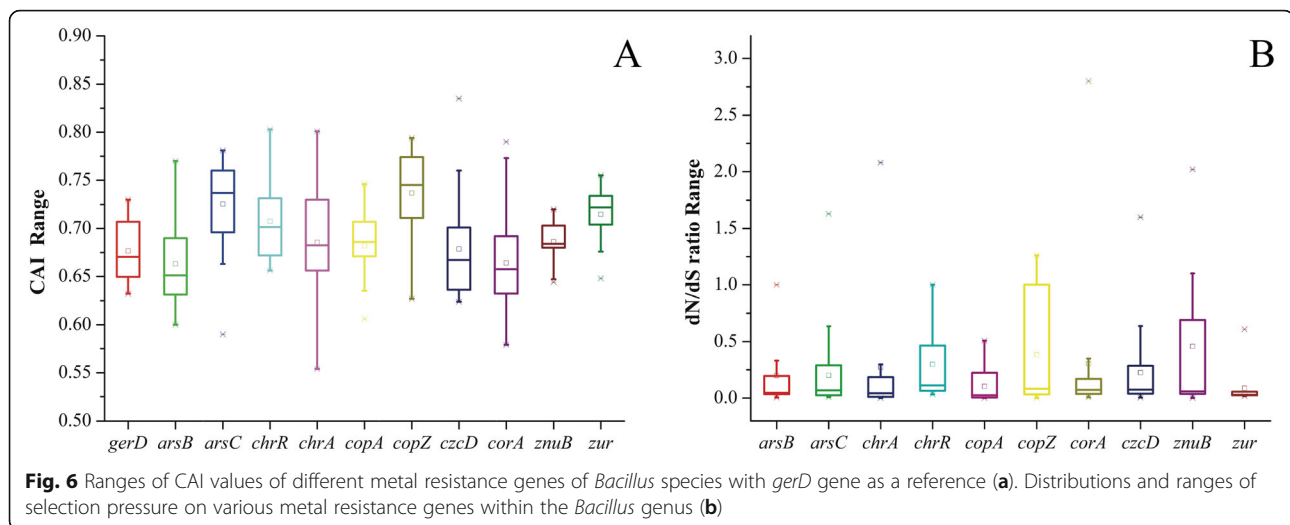 A
CAI Range
0.90
0.85
0.80
0.75
0.70
0.65
0.60
0.55
0.50
gerD arsB arsC chrR chrA copA copZ czcD corA znuB zur
B
dN/dS ratio Range
3.0
2.5
2.0
1.5
1.0
0.5
0.0
arsB arsC chrA chrR copA copZ corA czcD znuB zur
Fig. 6 Ranges of CAI values of different metal resistance genes of Bacillus species with gerD gene as a reference (a). Distributions and ranges of
selection pressure on various metal resistance genes within the Bacillus genus (b)